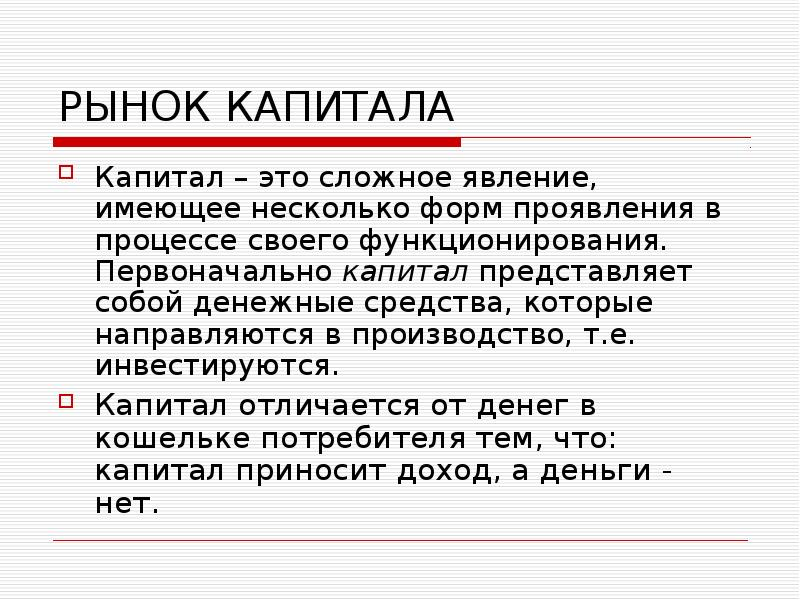 РЫНОК КАПИТАЛА
Капитал – это сложное явление,
имеющее несколько форм проявления в
процессе своего функционирования.
Первоначально капитал представляет
собой денежные средства, которые
направляются в производство, т.е.
инвестируются.
Капитал отличается от денег в
кошельке потребителя тем, что:
капитал приносит доход, а деньги -
нет.